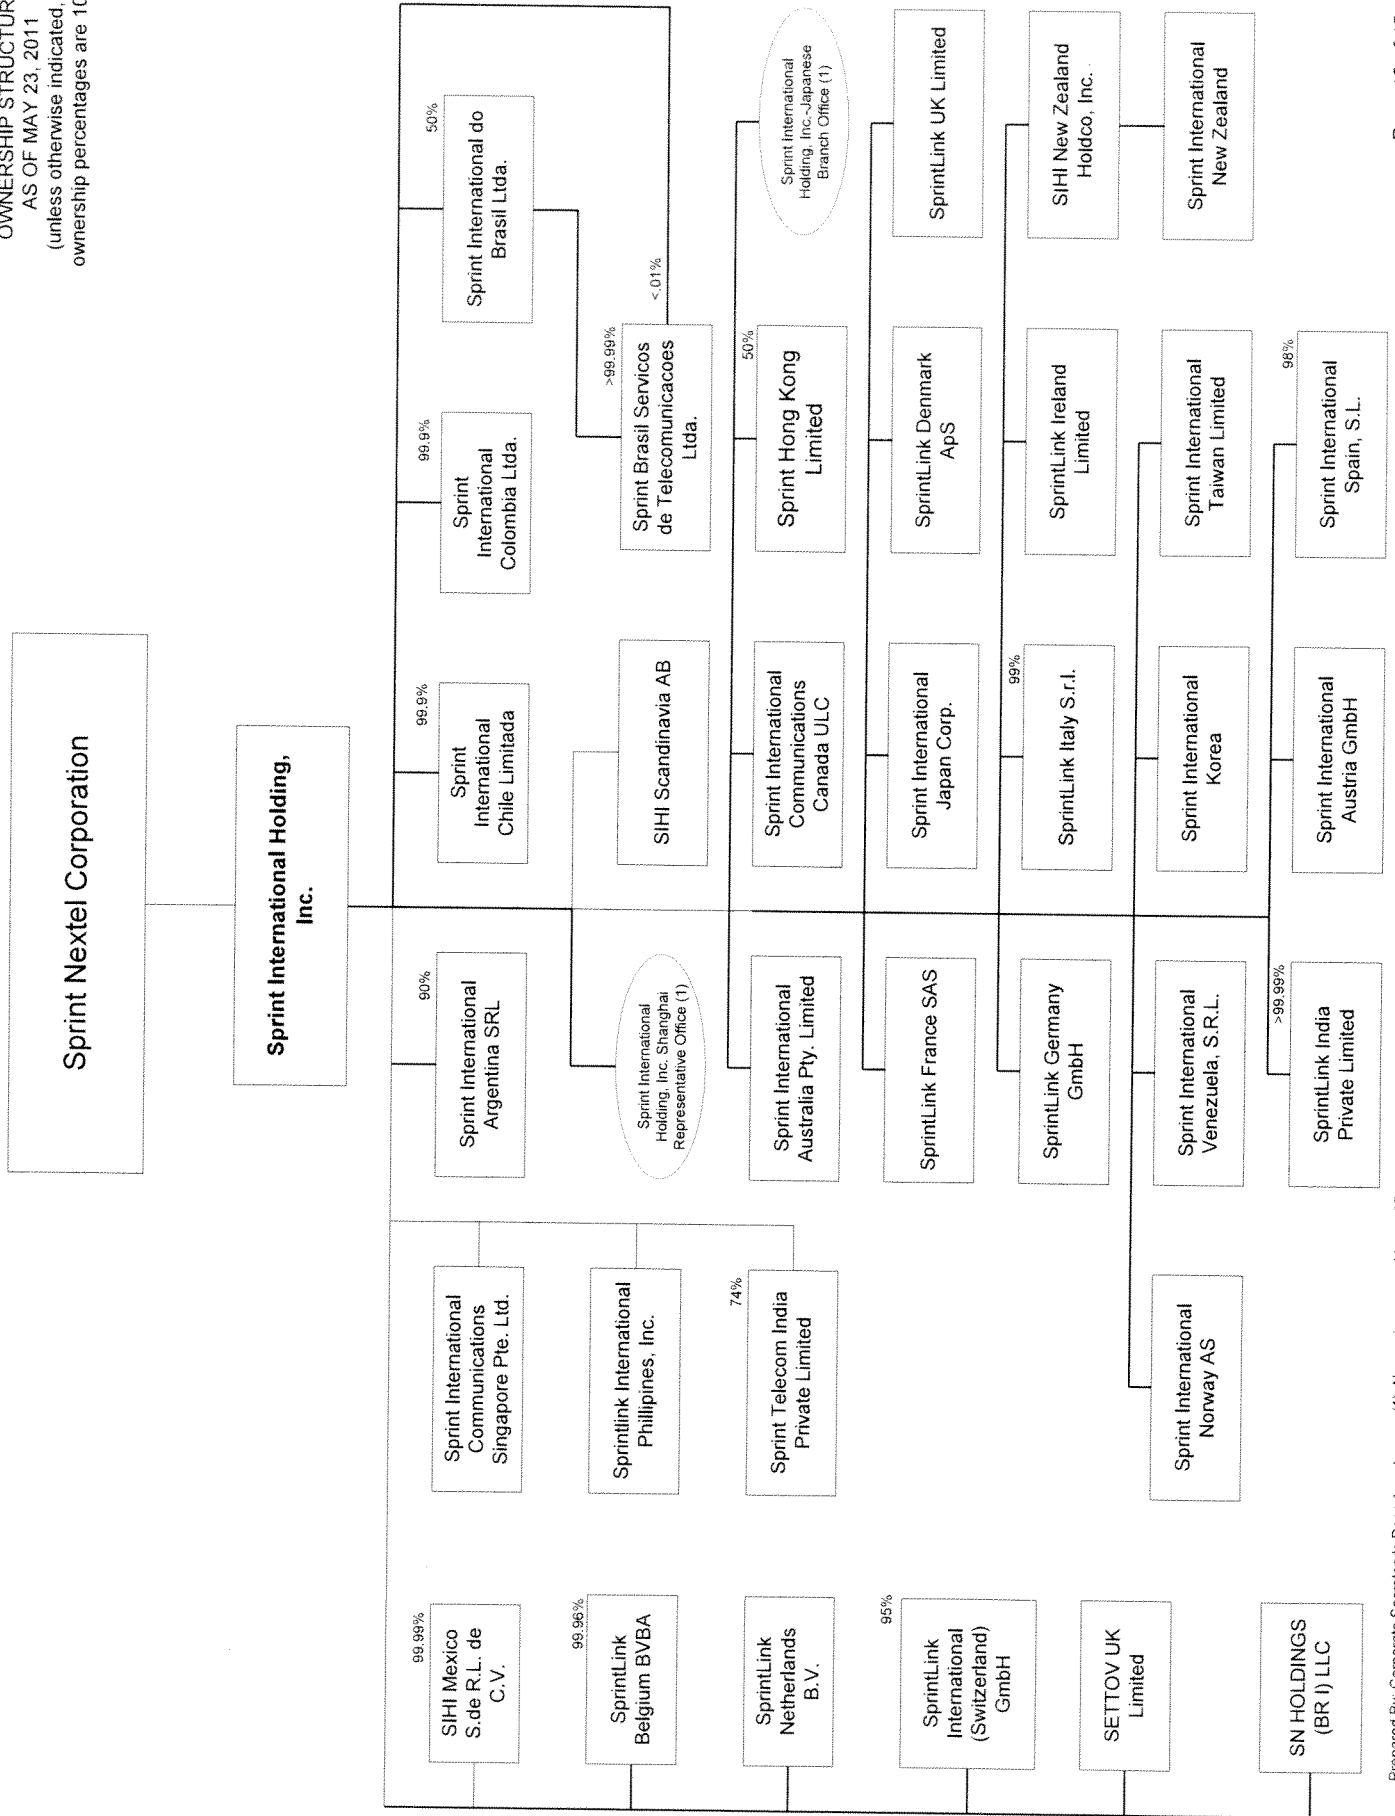 OWNERSHIP STRUCTUR
AS OF MAY 23, 2011
(unless otherwise indicated,
ownership percentages are 10
Sprint Nextel Corporation
Sprint International Holding,
Inc.
99.99%
SIHI Mexico
S.de R.L. de
C.V.
Sprint International
Communications
Singapore Pte. Ltd.
90%
Sprint International
Argentina SRL
99.9%
Sprint
International
Chile Limitada
99.9%
Sprint
International
Colombia Ltda.
50%
Sprint International do
Brasil Ltda.
99.96%
SprintLink
Belgium BVBA
Sprintlink International
Phillipines, Inc.
Sprint International
Holding, Inc. Shanghai
Representative Office (1)
SIHI Scandinavia AB
>99.99%
Sprint Brasil Servicos
de Telecomunicacoes
Ltda.
<.01%
SprintLink
Netherlands
B.V.
74%
Sprint Telecom India
Private Limited
Sprint International
Australia Pty. Limited
Sprint International
Communications
Canada ULC
50%
Sprint Hong Kong
Limited
Sprint International
Holding, Inc.-Japanese
Branch Office (1)
95%
SprintLink
International
(Switzerland)
GmbH
SprintLink France SAS
Sprint International
Japan Corp.
SprintLink Denmark
ApS
SprintLink UK Limited
SETTOV UK
Limited
SprintLink Germany
GmbH
99%
SprintLink Italy S.r.l.
SprintLink Ireland
Limited
SIHI New Zealand
Holdco, Inc.
Sprint International
Norway AS
Sprint International
Venezuela, S.R.L.
Sprint International
Korea
Sprint International
Taiwan Limited
Sprint International
New Zealand
SN HOLDINGS
(BR I) LLC
>99.99%
SprintLink India
Private Limited
Sprint International
Austria GmbH
98%
Sprint International
Spain, S.L.
Prepared By: Corporate Secretary's